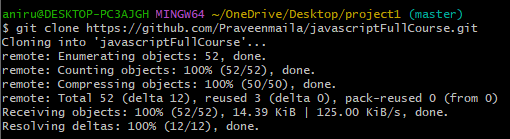 aniru@DESKTOP-PC3AJGH MINGW64 ~/OneDrive/Desktop/project1 (master)
$ git clone https://github.com/Praveenmaila/javascriptFullCourse.git
Cloning into 'javascriptFullCourse'...
remote: Enumerating objects: 52, done.
remote: Counting objects: 100% (52/52), done.
remote: Compressing objects: 100% (50/50), done.
remote: Total 52 (delta 12), reused 3 (delta 0), pack-reused 0 (from 0)
Receiving objects: 100% (52/52), 14.39 KiB | 125.00 KiB/s, done.
Resolving deltas: 100% (12/12), done.